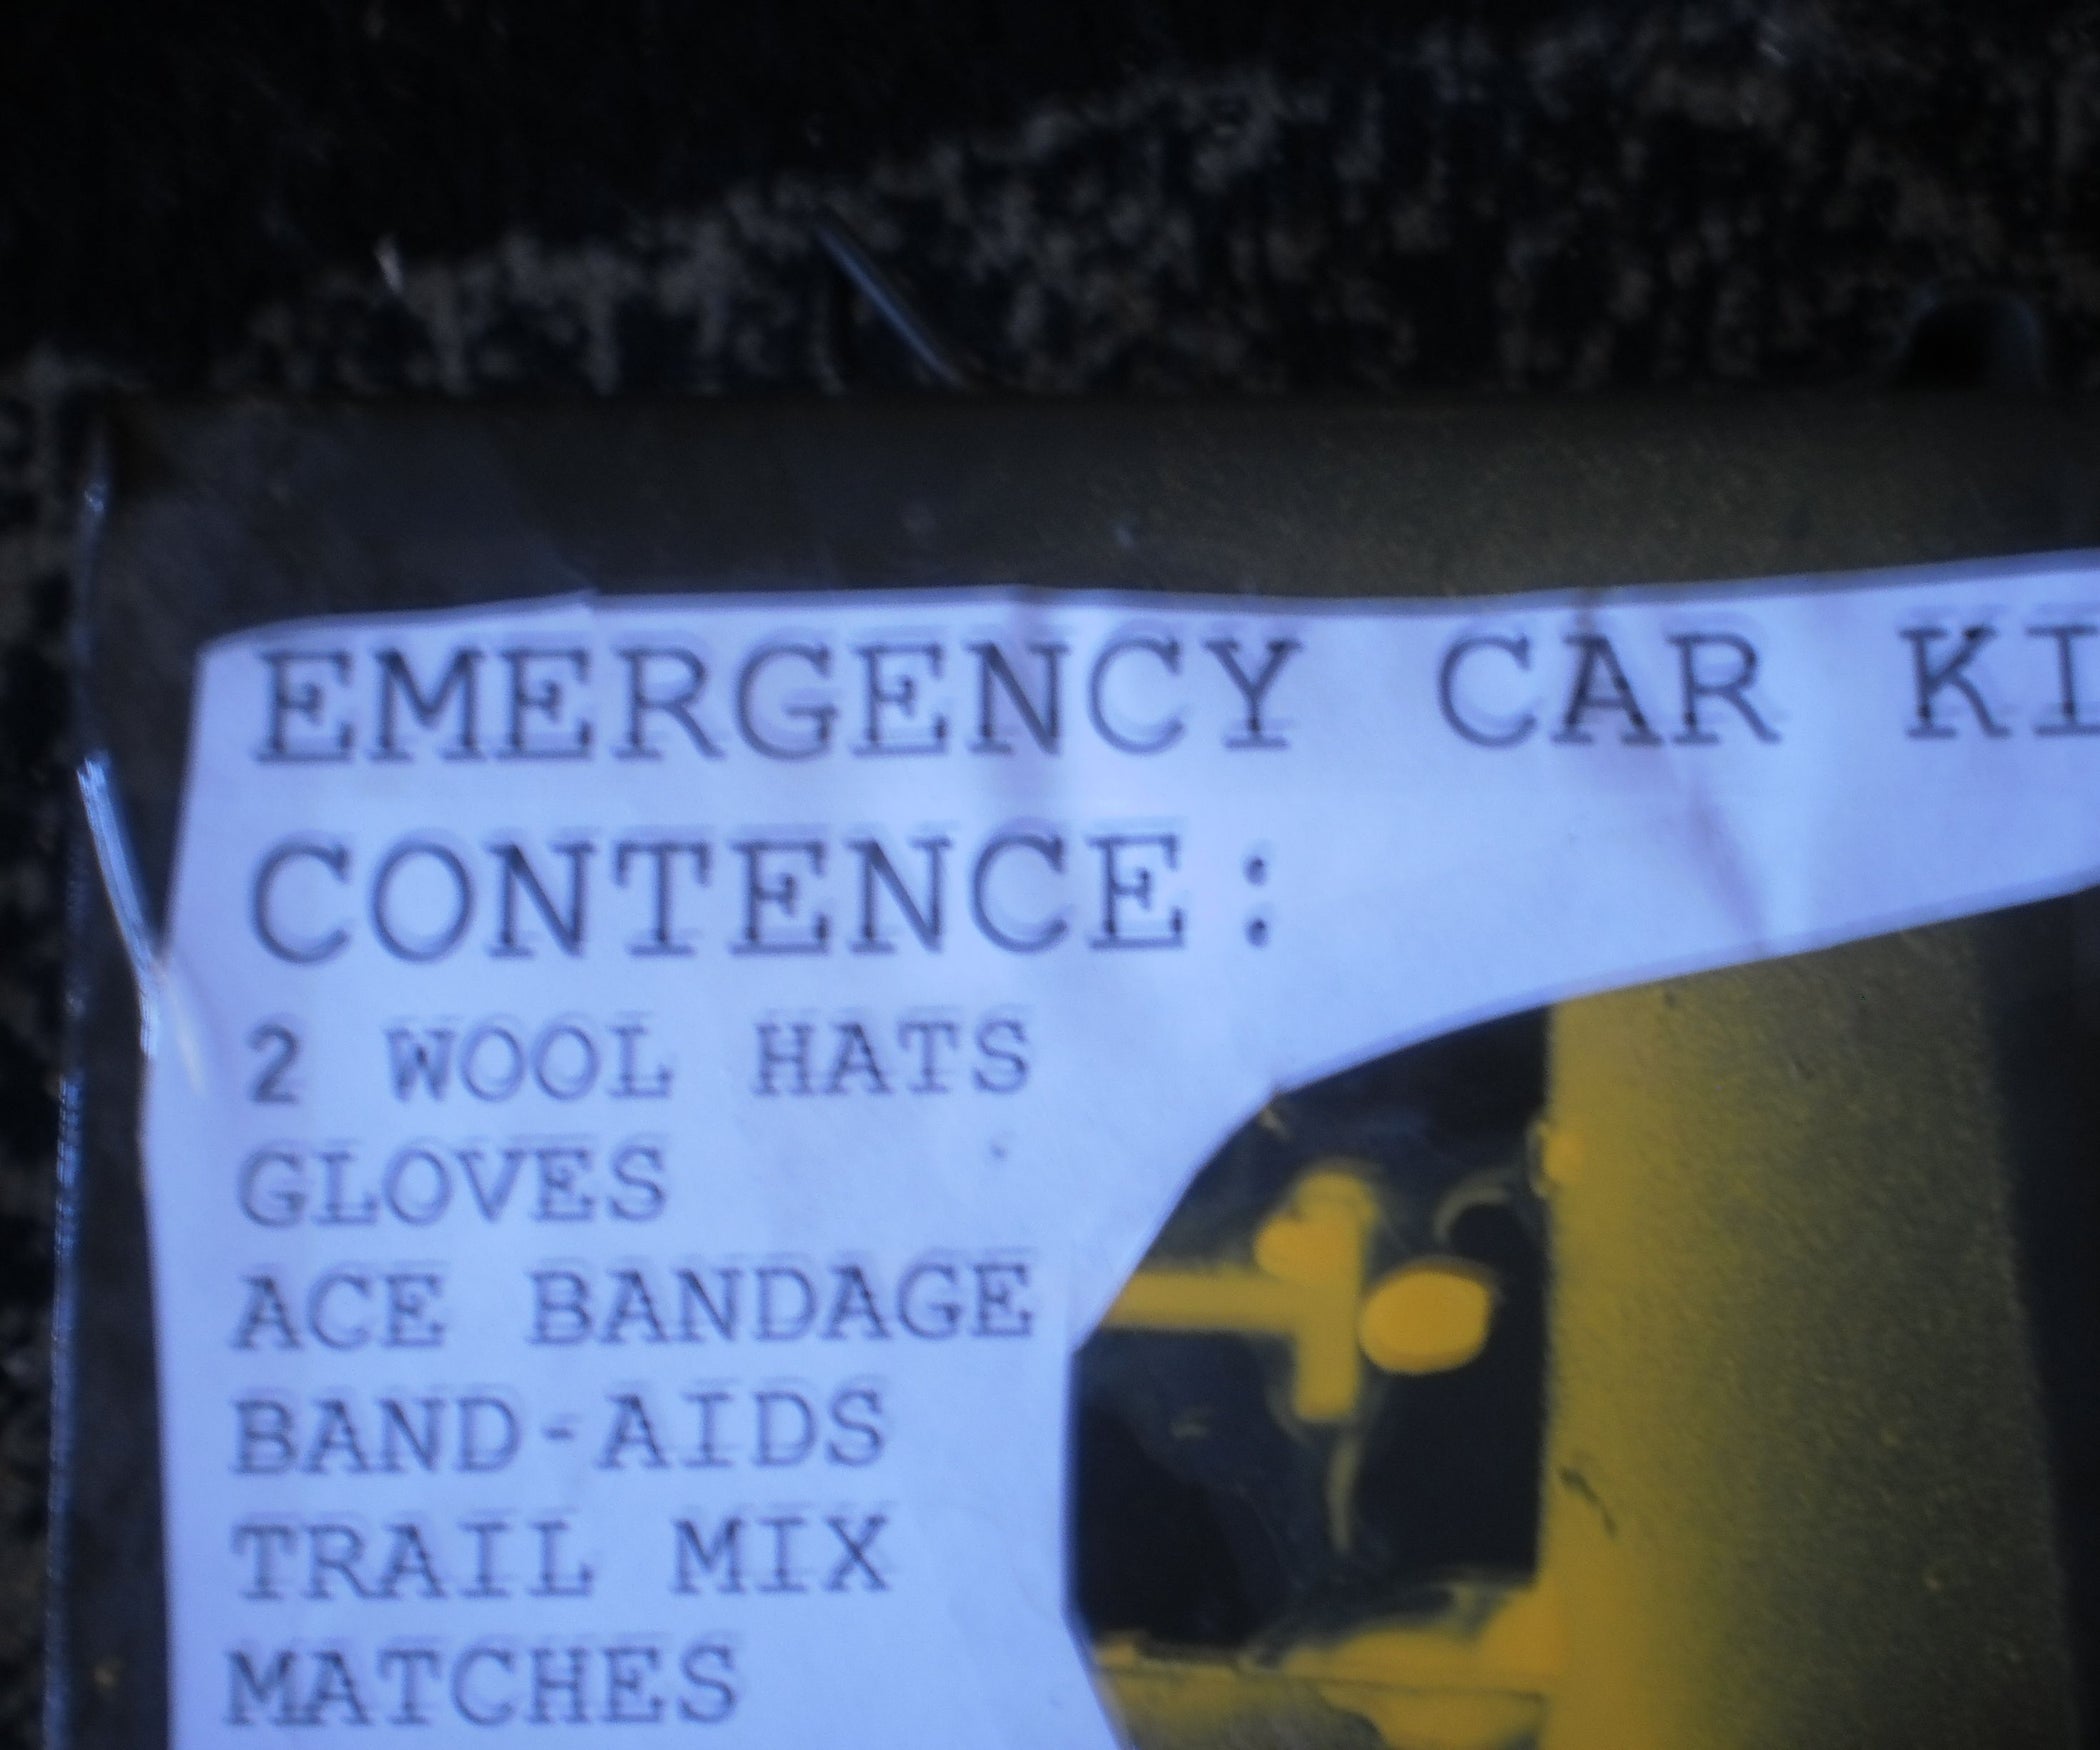 EMERGENCY CAR KI
CONTENCE:
2 WOOL HATS
GLOVES
ACE BANDAGE
BAND-AIDS
TRAIL MIX
MATCHES